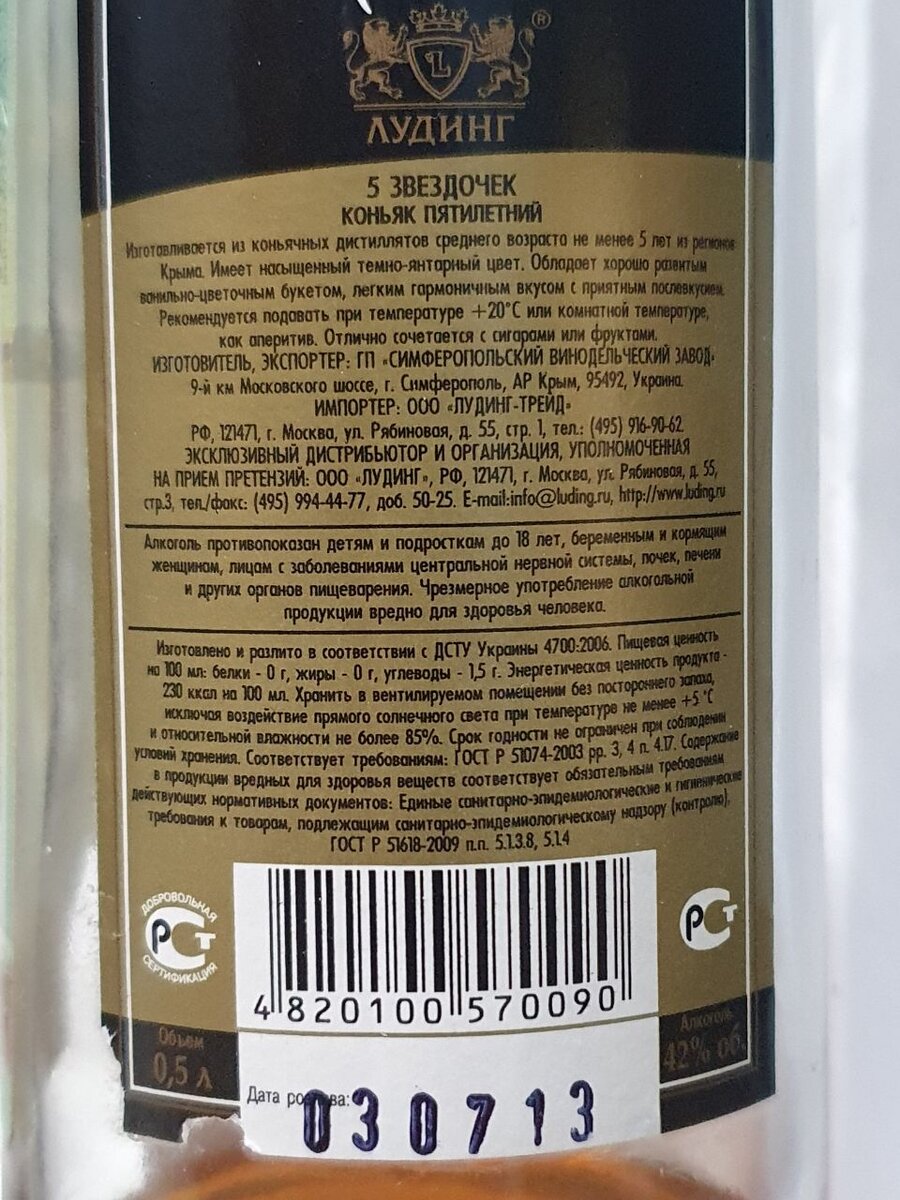 L ®
ЛУДИНГ
5 ЗВЕЗДОЧЕК
КОНЬЯК ПЯТИЛЕТНИЙ
Изготавливается из коньячных дистиллятов среднего возраста не менее 5 лет из регионов
Крыма. Имеет насыщенный темно-янтарный цвет. Обладает хорошо развитым
ванильно-цветочным букетом, легким гармоничным вкусом с приятным послевкусием.
Рекомендуется подавать при температуре +20°С или комнатной температуре,
как аперитив. Отлично сочетается с сигарами или фруктами.
ИЗГОТОВИТЕЛЬ, ЭКСПОРТЕР: ГП «СИМФЕРОПОЛЬСКИЙ ВИНОДЕЛЬЧЕСКИЙ ЗАВОД»
9-й км Московского шоссе, г. Симферополь, АР Крым, 95492, Украина.
ИМПОРТЕР: ООО «ЛУДИНГ-ТРЕЙД»
РФ, 121471, г. Москва, ул. Рябиновая, д. 55, стр. 1, тел.: (495) 916-90-62.
ЭКСКЛЮЗИВНЫЙ ДИСТРИБЬЮТОР И ОРГАНИЗАЦИЯ, УПОЛНОМОЧЕННАЯ
НА ПРИЕМ ПРЕТЕНЗИЙ: ООО «ЛУДИНГ», РФ, 121471, г. Москва, ул. Рябиновая, д. 55,
стр.3, тел./факс: (495) 994-44-77, доб. 50-25. E-mail:info@luding.ru, http://www.luding.ru
Алкоголь противопоказан детям и подросткам до 18 лет, беременным и кормящим
женщинам, лицам с заболеваниями центральной нервной системы, почек, печени
и других органов пищеварения. Чрезмерное употребление алкогольной
продукции вредно для здоровья человека.
Изготовлено и разлито в соответствии с ДСТУ Украины 4700:2006. Пищевая ценность
на 100 мл: белки - 0 г, жиры - 0 г, углеводы - 1,5 г. Энергетическая ценность продукта -
230 ккал на 100 мл. Хранить в вентилируемом помещении без постороннего запаха,
исключая воздействие прямого солнечного света при температуре не менее +5 °С
и относительной влажности не более 85%. Срок годности не ограничен при соблюдении
условий хранения. Соответствует требованиям: ГОСТ Р 51074-2003 рр. 3, 4 п. 4.17. Содержание
в продукции вредных для здоровья веществ соответствует обязательным требованиям
действующих нормативных документов: Единые санитарно-эпидемиологические и гигиенические
требования к товарам, подлежащим санитарно-эпидемиологическому надзору (контролю),
ГОСТ Р 51618-2009 п.п. 5.1.3.8, 5.1.4
ДОБРОВОЛЬНАЯ
РСТ
СЕРТИФИКАЦИЯ
РСТ
4 820100 570090
Объем
0,5 л
Алкоголь
42% об.
Дата
030713